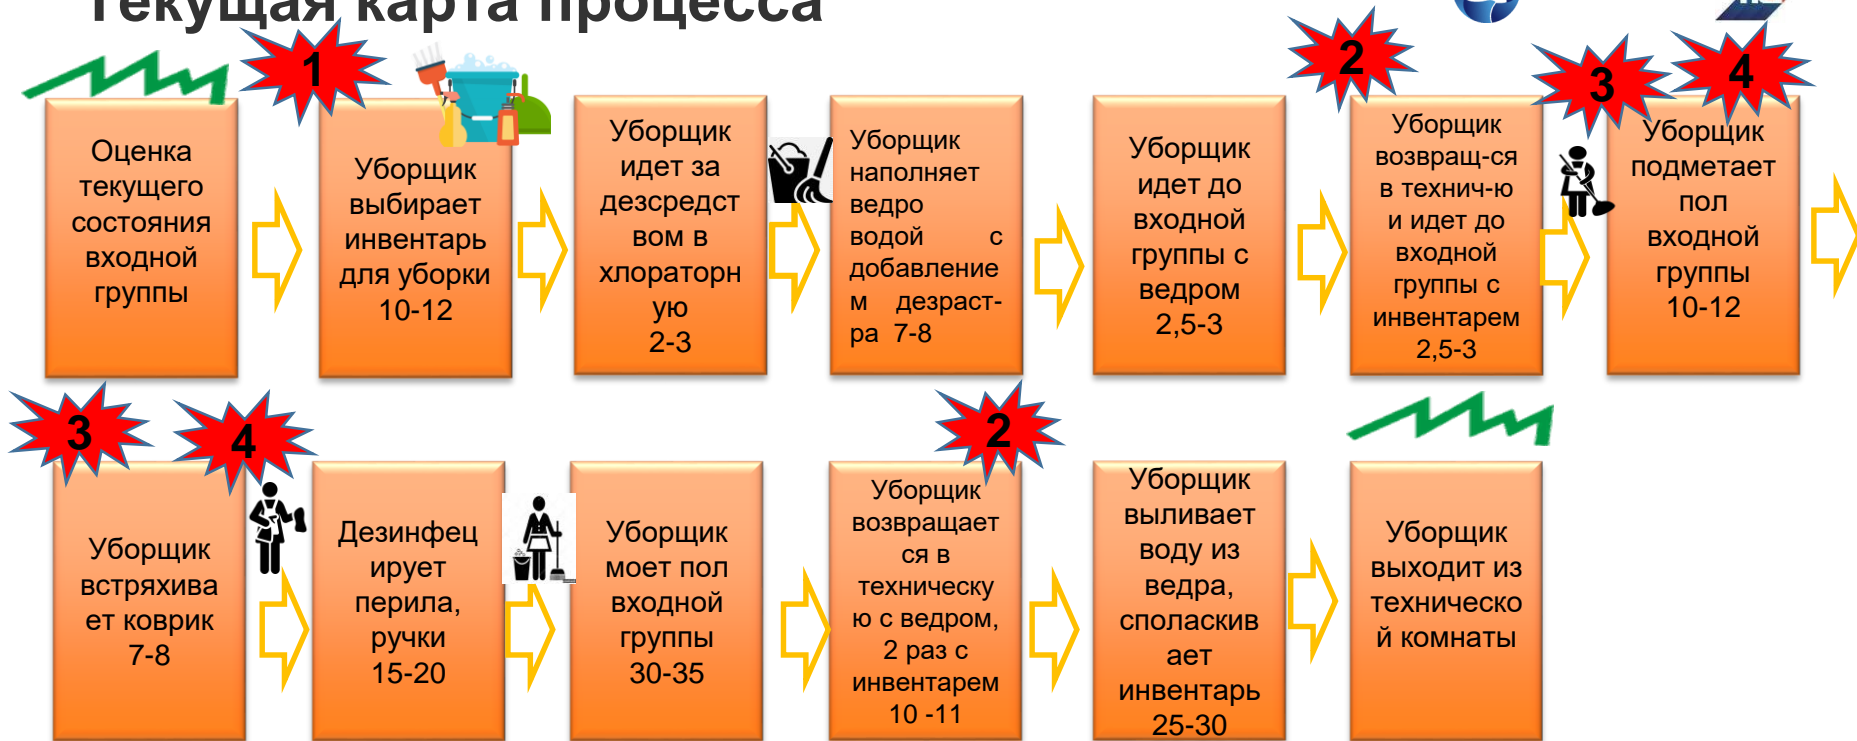 Текущая карта процесса
1
2
3
4
Оценка
текущего
состояния
входной
группы
Уборщик
выбирает
инвентарь
для уборки
10-12
Уборщик
идет за
дезсредст
вом в
хлораторн
ую
2-3
Уборщик
наполняет
ведро
водой с
добавление
м дезраст-
ра 7-8
Уборщик
идет до
входной
группы с
ведром
2,5-3
Уборщик
возвращ-ся
в технич-ю
и идет до
входной
группы с
инвентарем
2,5-3
Уборщик
подметает
пол
входной
группы
10-12
3
4
2
Уборщик
встряхива
ет коврик
7-8
Дезинфец
ирует
перила,
ручки
15-20
Уборщик
моет пол
входной
группы
30-35
Уборщик
возвращает
ся в
техническу
ю с ведром,
2 раз с
инвентарем
10 -11
Уборщик
выливает
воду из
ведра,
споласкив
ает
инвентарь
25-30
Уборщик
выходит из
техническо
й комнаты